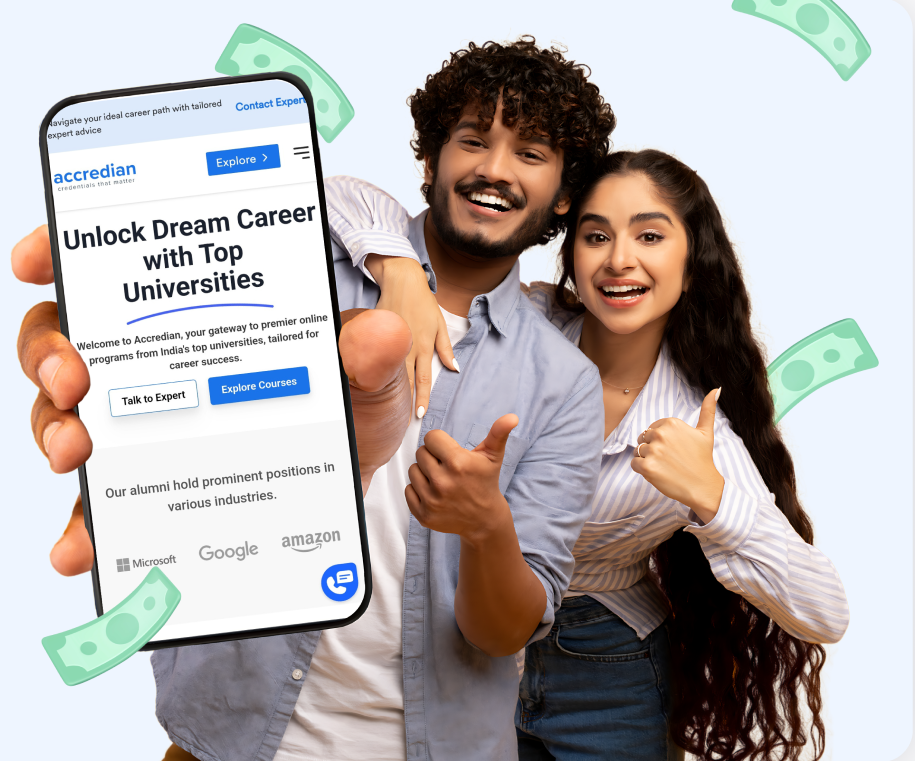 Navigate your ideal career path with tailored
expert advice
Contact Expert
accredian
credentials that matter
Explore
Unlock Dream Career
with Top
Universities
Welcome to Accredian, your gateway to premier online
programs from India's top universities, tailored for
career success.
Talk to Expert
Explore Courses
Our alumni hold prominent positions in
various industries.
Microsoft
Google
amazon